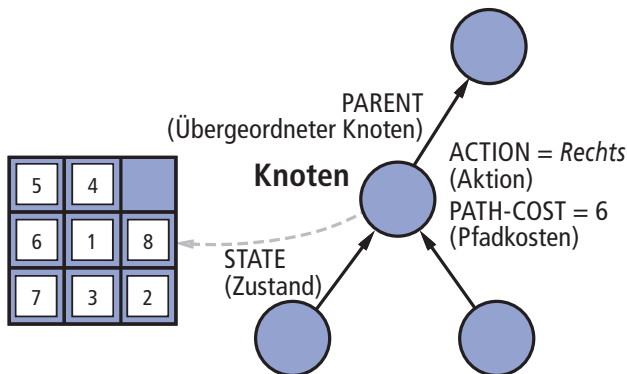 PARENT
(Übergeordneter Knoten)
Knoten
ACTION = Rechts
(Aktion)
PATH-COST = 6
(Pfadkosten)
5 4
6 1 8
7 3 2
STATE
(Zustand)